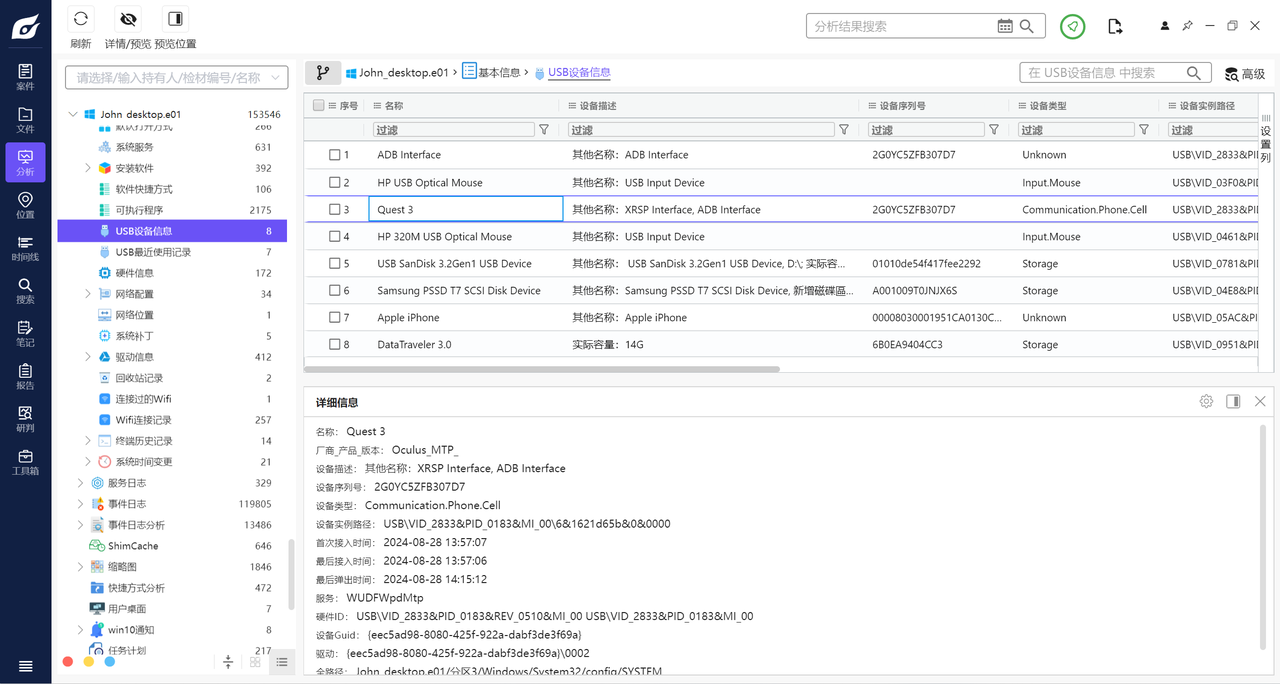 刷新
详情/预览
预览位置
分析结果搜索
案件
文件
分析
位置
时间线
搜索
笔记
报告
研判
工具箱
请选择/输入持有人/检材编号/名称
John_desktop.e01 153546
默认打开方式 266
系统服务 631
安装软件 392
软件快捷方式 106
可执行程序 2175
USB设备信息 8
USB最近使用记录 7
硬件信息 172
网络配置 34
网络位置 1
系统补丁 5
驱动信息 412
回收站记录 2
连接过的Wifi 1
Wifi连接记录 257
终端历史记录 14
系统时间变更 21
服务日志 329
事件日志 119805
事件日志分析 13486
ShimCache 646
缩略图 1846
快捷方式分析 472
用户桌面 7
win10通知 8
任务计划 217
John_desktop.e01 › 基本信息 › USB设备信息
在 USB设备信息 中搜索
高级
序号 名称 设备描述 设备序列号 设备类型 设备实例路径
过滤 过滤 过滤 过滤 过滤
设置列
1 ADB Interface 其他名称：ADB Interface 2G0YC5ZFB307D7 Unknown USB\VID_2833&PI
2 HP USB Optical Mouse 其他名称：USB Input Device Input.Mouse USB\VID_03F0&PI
3 Quest 3 其他名称：XRSP Interface, ADB Interface 2G0YC5ZFB307D7 Communication.Phone.Cell USB\VID_2833&PI
4 HP 320M USB Optical Mouse 其他名称：USB Input Device Input.Mouse USB\VID_0461&PI
5 USB SanDisk 3.2Gen1 USB Device 其他名称： USB SanDisk 3.2Gen1 USB Device, D:\; 实际容... 01010de54f417fee2292 Storage USB\VID_0781&PI
6 Samsung PSSD T7 SCSI Disk Device 其他名称：Samsung PSSD T7 SCSI Disk Device, 新增磁碟區... A001009T0JNJX6S Storage USB\VID_04E8&PI
7 Apple iPhone 其他名称：Apple iPhone 00008030001951CA0130C... Unknown USB\VID_05AC&PI
8 DataTraveler 3.0 实际容量：14G 6B0EA9404CC3 Storage USB\VID_0951&PI
详细信息
名称： Quest 3
厂商_产品_版本： Oculus_MTP_
设备描述： 其他名称：XRSP Interface, ADB Interface
设备序列号： 2G0YC5ZFB307D7
设备类型： Communication.Phone.Cell
设备实例路径： USB\VID_2833&PID_0183&MI_00\6&1621d65b&0&0000
首次接入时间： 2024-08-28 13:57:07
最后接入时间： 2024-08-28 13:57:06
最后弹出时间： 2024-08-28 14:15:12
服务： WUDFWpdMtp
硬件ID： USB\VID_2833&PID_0183&REV_0510&MI_00 USB\VID_2833&PID_0183&MI_00
设备Guid： {eec5ad98-8080-425f-922a-dabf3de3f69a}
驱动： {eec5ad98-8080-425f-922a-dabf3de3f69a}\0002
全路径： John_desktop.e01/分区3/Windows/System32/config/SYSTEM